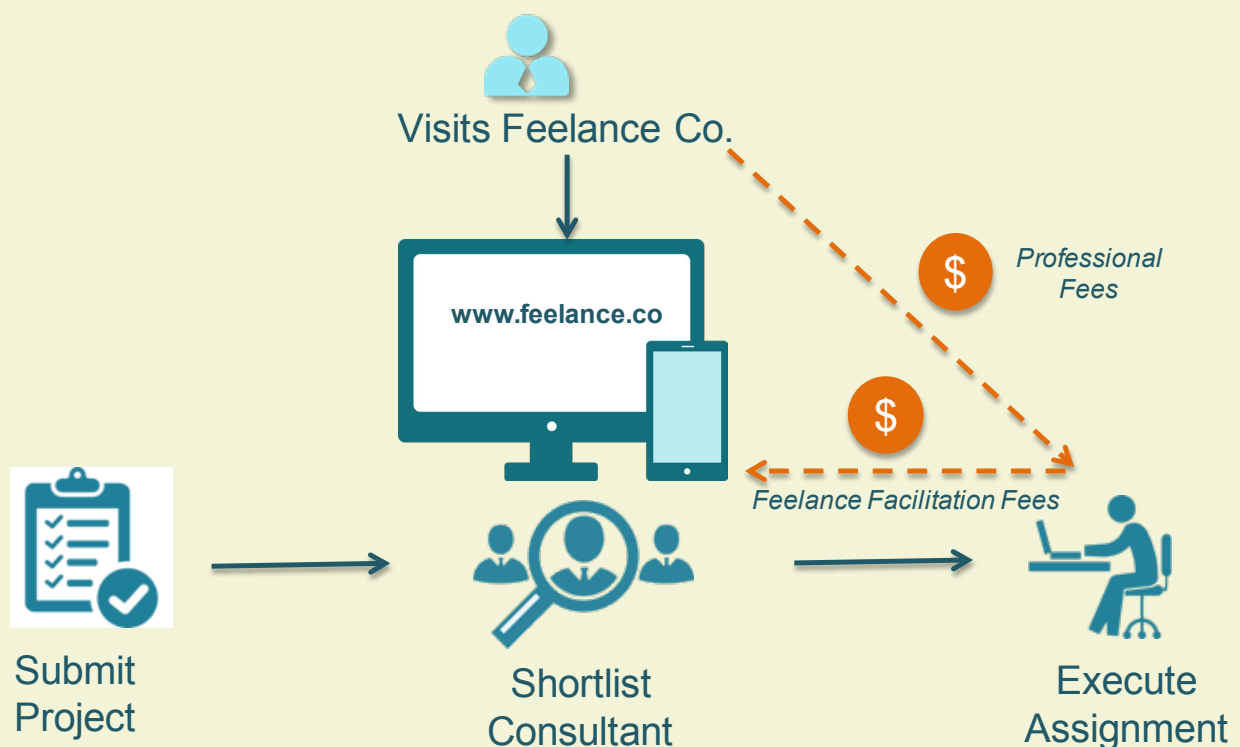 Visits Feelance Co.
www.feelance.co
$
Professional
Fees
$
Feelance Facilitation Fees
Submit
Project
Shortlist
Consultant
Execute
Assignment